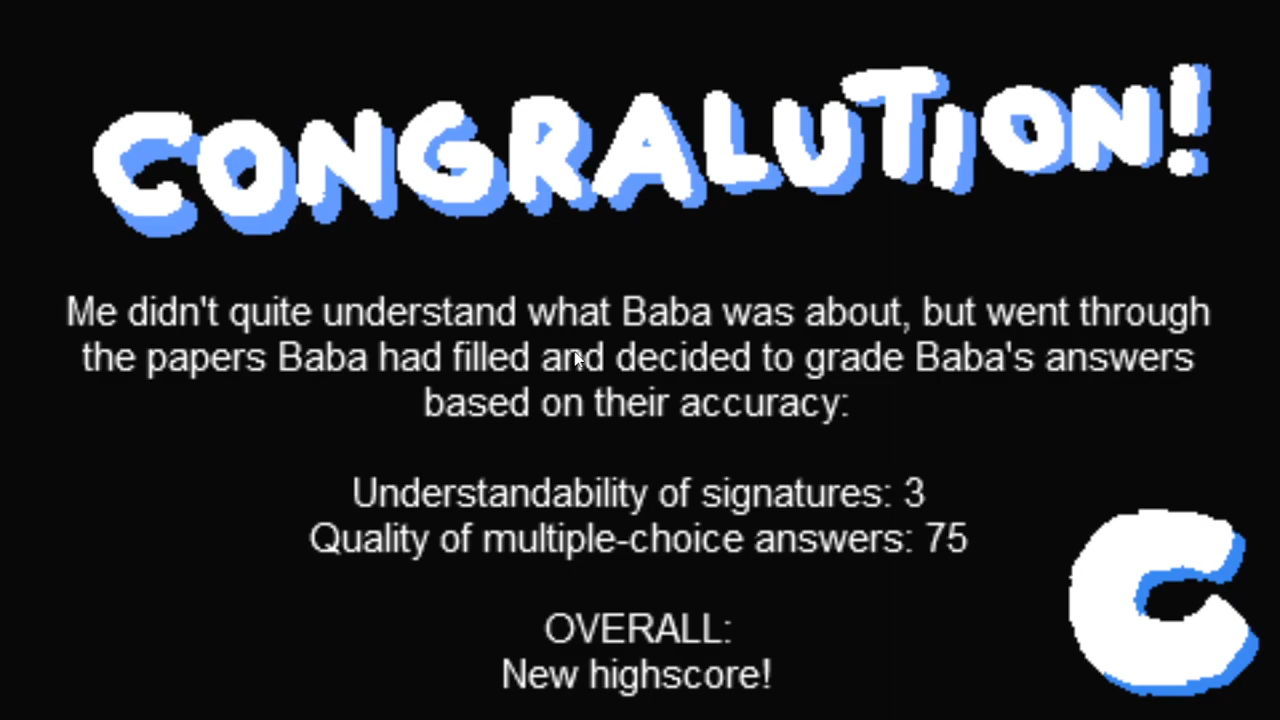 CONGRALUTION!
Me didn't quite understand what Baba was about, but went through
the papers Baba had filled and decided to grade Baba's answers
based on their accuracy:
Understandability of signatures: 3
Quality of multiple-choice answers: 75
OVERALL:
New highscore!
C